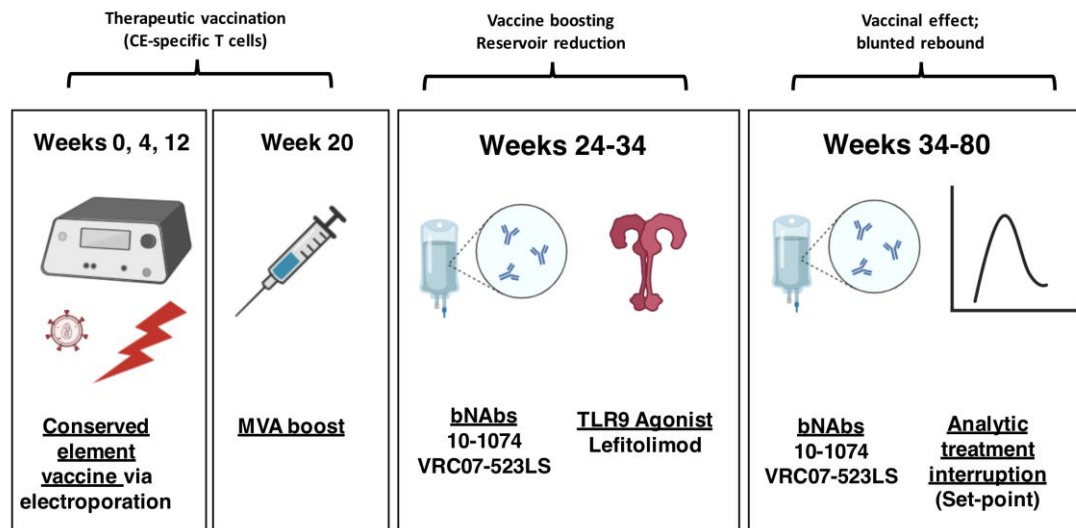 Therapeutic vaccination
(CE-specific T cells)
Vaccine boosting
Reservoir reduction
Vaccinal effect;
blunted rebound
Weeks 0, 4, 12
Week 20
Weeks 24-34
Weeks 34-80
Conserved
element
vaccine via
electroporation
MVA boost
bNAbs
10-1074
VRC07-523LS
TLR9 Agonist
Lefitolimod
bNAbs
10-1074
VRC07-523LS
Analytic
treatment
interruption
(Set-point)